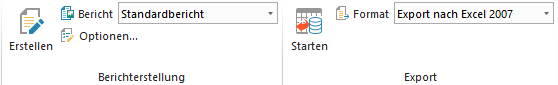 Bericht Standardbericht
Erstellen Optionen...
Berichterstellung
Format Export nach Excel 2007
Starten
Export